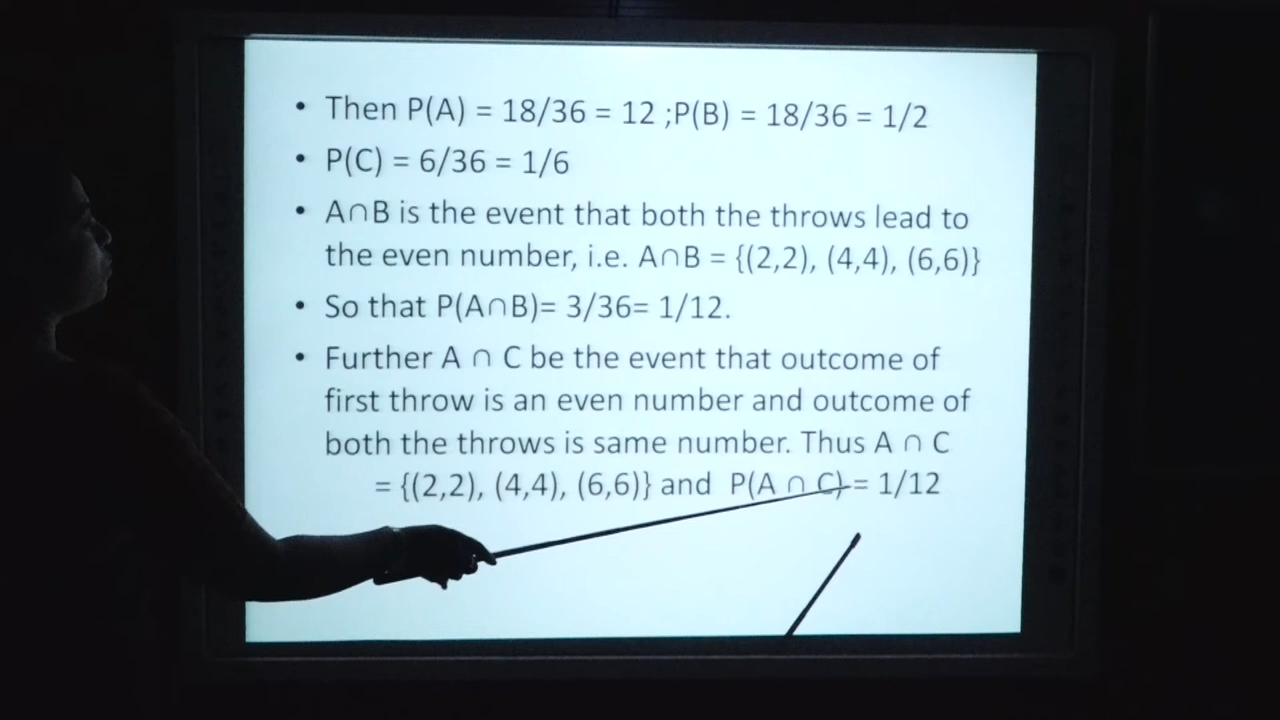 • Then P(A) = 18/36 = 12 ;P(B) = 18/36 = 1/2
• P(C) = 6/36 = 1/6
• A∩B is the event that both the throws lead to
the even number, i.e. A∩B = {(2,2), (4,4), (6,6)}
• So that P(A∩B)= 3/36= 1/12.
• Further A ∩ C be the event that outcome of
first throw is an even number and outcome of
both the throws is same number. Thus A ∩ C
= {(2,2), (4,4), (6,6)} and P(A ∩ C) = 1/12